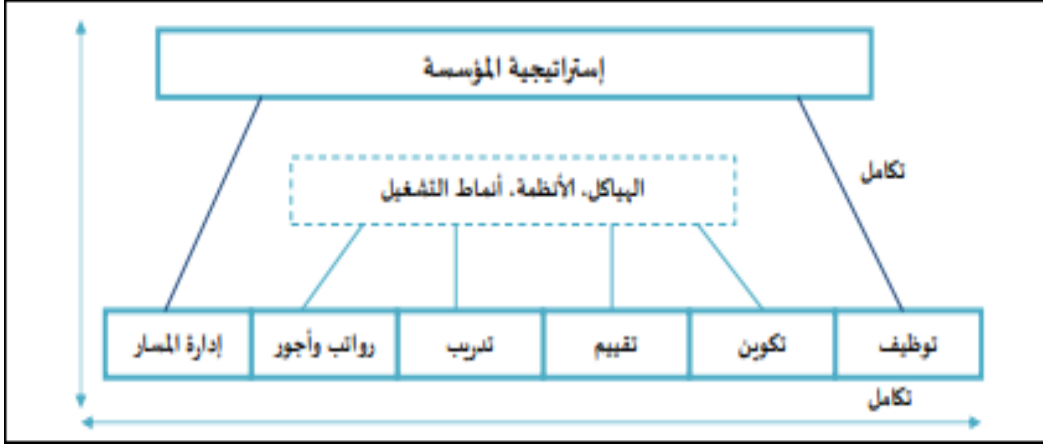 إستراتيجية المؤسسة
تكامل
الهياكل، الأنظمة، أنماط التشغيل
توظيف
تكوين
تقييم
تدريب
رواتب وأجور
إدارة المسار
تكامل